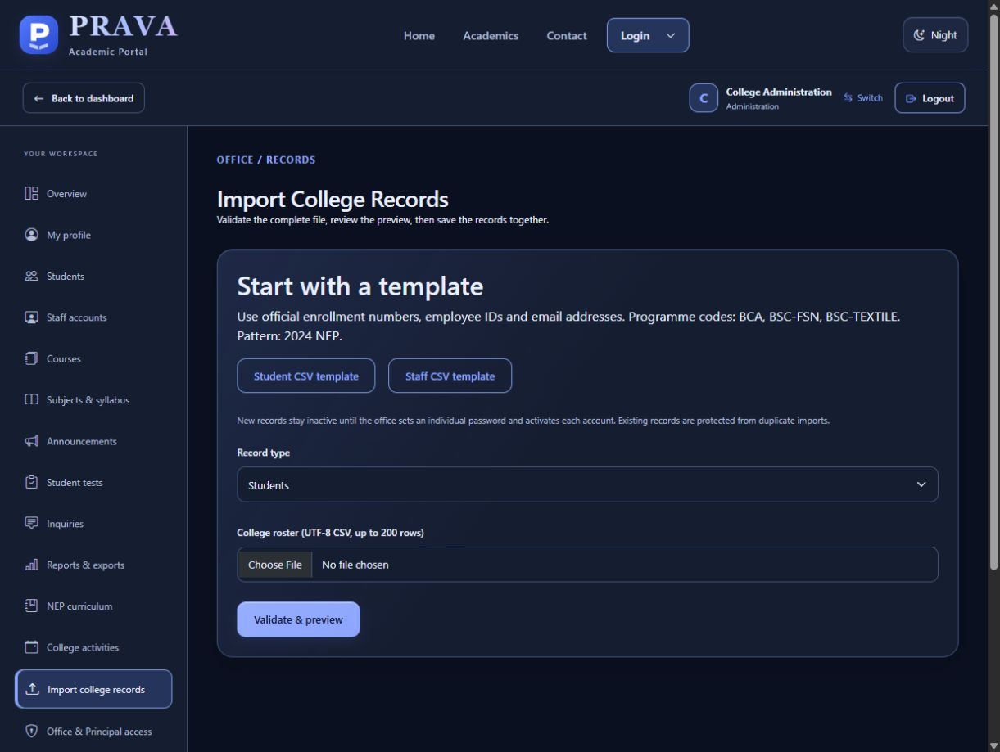 PRAVA
Academic Portal
Home
Academics
Contact
Login
Night
Back to dashboard
C
College Administration
Administration
Switch
Logout
YOUR WORKSPACE
Overview
My profile
Students
Staff accounts
Courses
Subjects & syllabus
Announcements
Student tests
Inquiries
Reports & exports
NEP curriculum
College activities
Import college records
Office & Principal access
OFFICE / RECORDS
Import College Records
Validate the complete file, review the preview, then save the records together.
Start with a template
Use official enrollment numbers, employee IDs and email addresses. Programme codes: BCA, BSC-FSN, BSC-TEXTILE.
Pattern: 2024 NEP.
Student CSV template
Staff CSV template
New records stay inactive until the office sets an individual password and activates each account. Existing records are protected from duplicate imports.
Record type
Students
College roster (UTF-8 CSV, up to 200 rows)
Choose File
No file chosen
Validate & preview